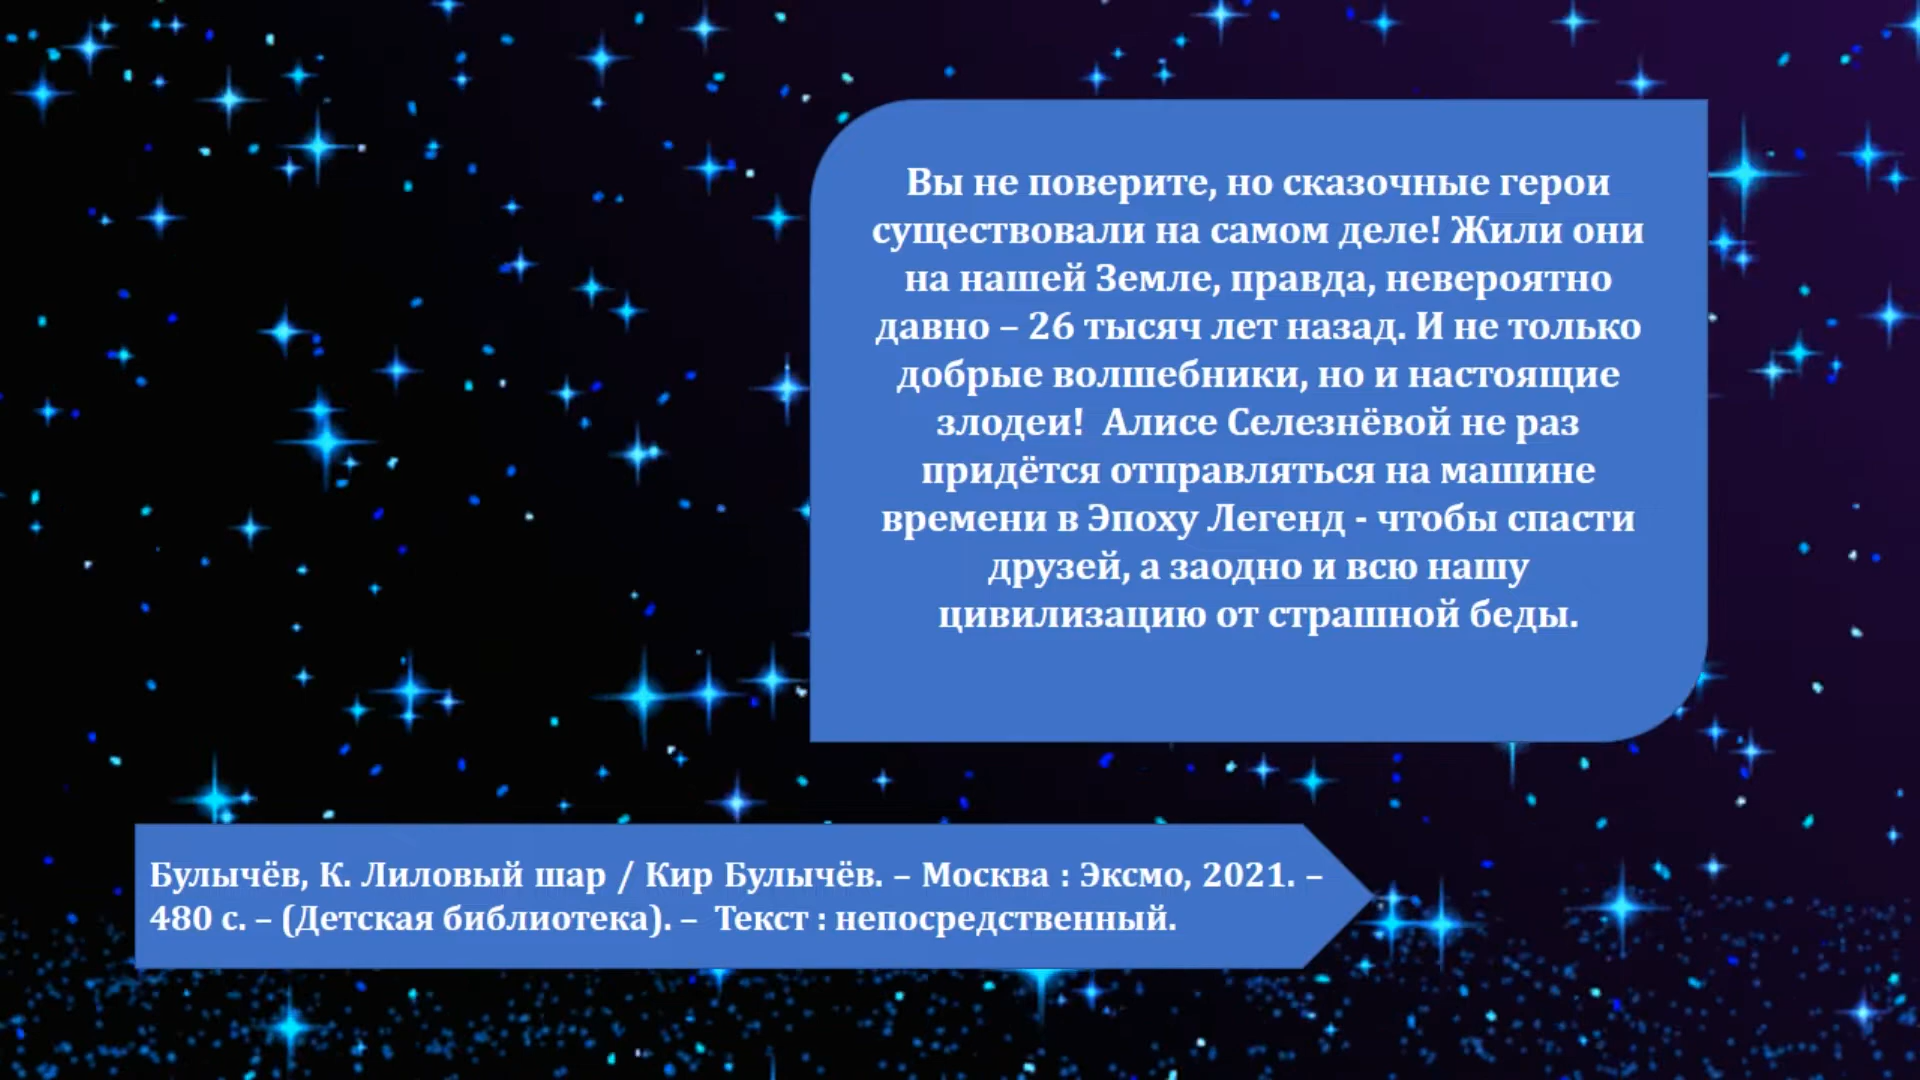 Вы не поверите, но сказочные герои
существовали на самом деле! Жили они
на нашей Земле, правда, невероятно
давно – 26 тысяч лет назад. И не только
добрые волшебники, но и настоящие
злодеи!  Алисе Селезнёвой не раз
придётся отправляться на машине
времени в Эпоху Легенд - чтобы спасти
друзей, а заодно и всю нашу
цивилизацию от страшной беды.
Булычёв, К. Лиловый шар / Кир Булычёв. – Москва : Эксмо, 2021. –
480 с. – (Детская библиотека). –  Текст : непосредственный.